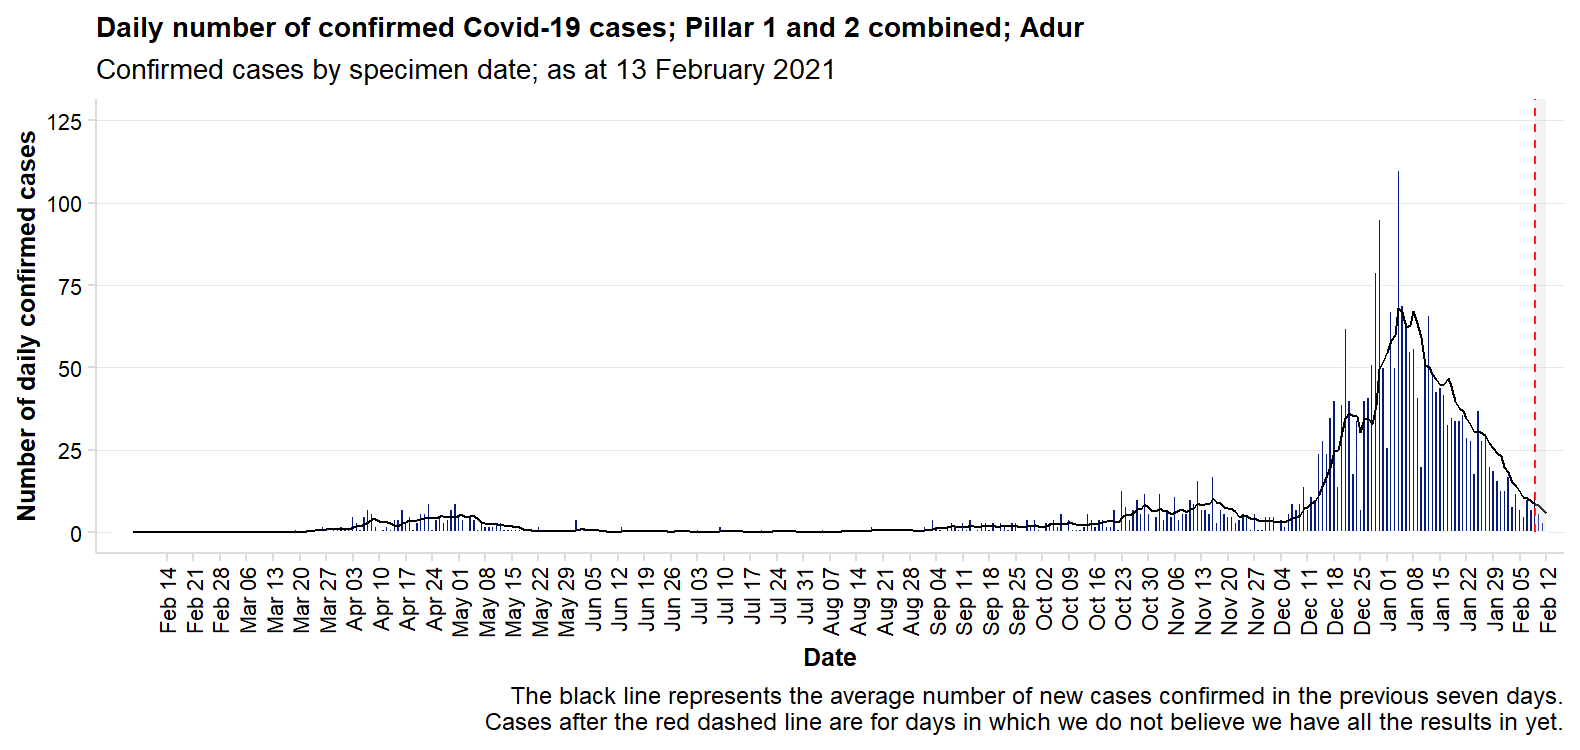 Daily number of confirmed Covid-19 cases; Pillar 1 and 2 combined; Adur
Confirmed cases by specimen date; as at 13 February 2021
Number of daily confirmed cases
125
100
75
50
25
0
Feb 14
Feb 21
Feb 28
Mar 06
Mar 13
Mar 20
Mar 27
Apr 03
Apr 10
Apr 17
Apr 24
May 01
May 08
May 15
May 22
May 29
Jun 05
Jun 12
Jun 19
Jun 26
Jul 03
Jul 10
Jul 17
Jul 24
Jul 31
Aug 07
Aug 14
Aug 21
Aug 28
Sep 04
Sep 11
Sep 18
Sep 25
Oct 02
Oct 09
Oct 16
Oct 23
Oct 30
Nov 06
Nov 13
Nov 20
Nov 27
Dec 04
Dec 11
Dec 18
Dec 25
Jan 01
Jan 08
Jan 15
Jan 22
Jan 29
Feb 05
Feb 12
Date
The black line represents the average number of new cases confirmed in the previous seven days.
Cases after the red dashed line are for days in which we do not believe we have all the results in yet.